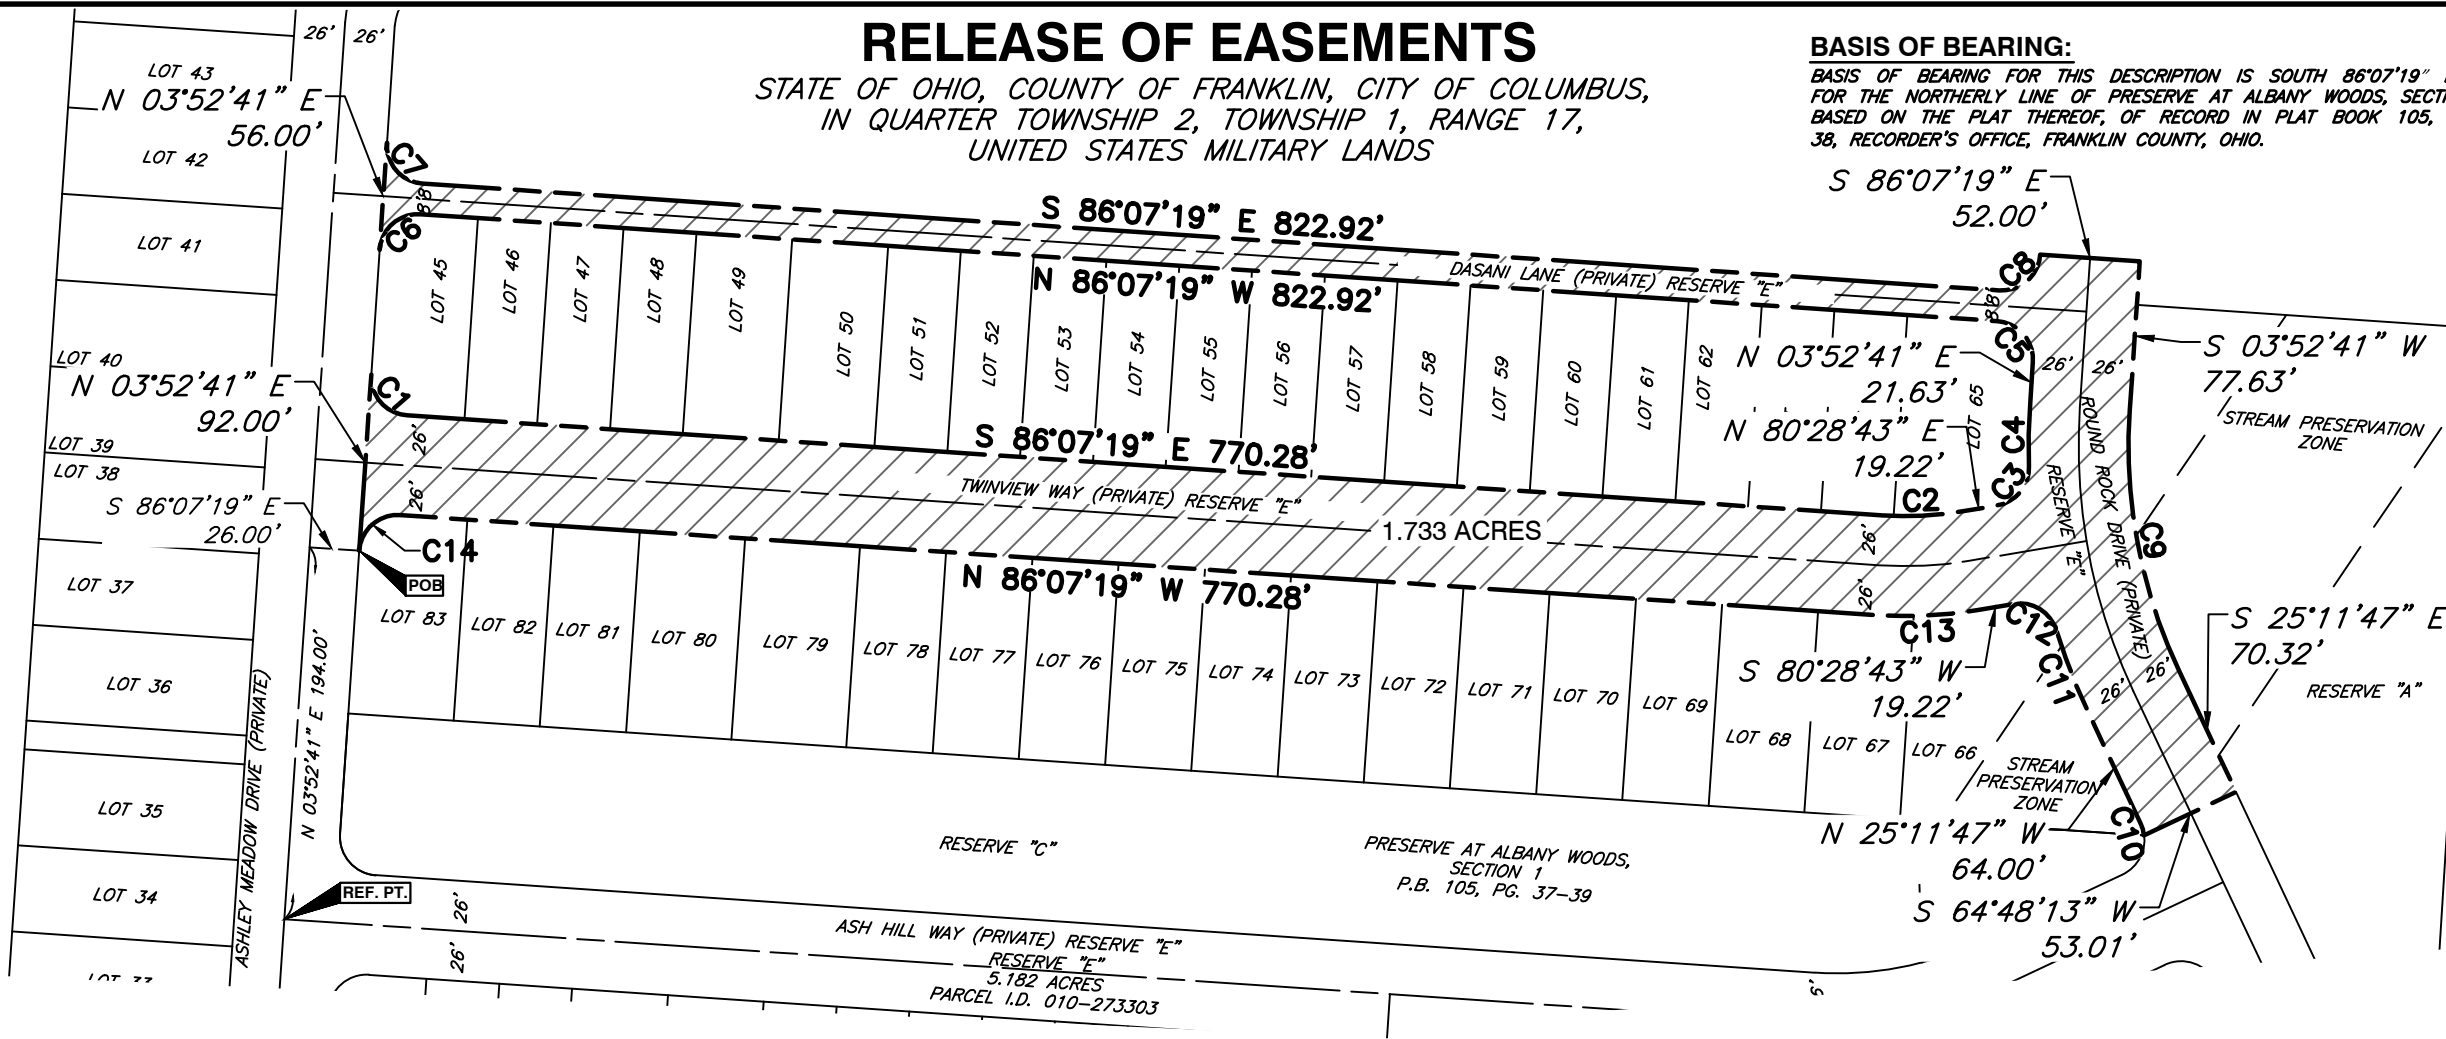 RELEASE OF EASEMENTS
STATE OF OHIO, COUNTY OF FRANKLIN, CITY OF COLUMBUS,
IN QUARTER TOWNSHIP 2, TOWNSHIP 1, RANGE 17,
UNITED STATES MILITARY LANDS
BASIS OF BEARING:
BASIS OF BEARING FOR THIS DESCRIPTION IS SOUTH 86°07'19"
FOR THE NORTHERLY LINE OF PRESERVE AT ALBANY WOODS,
BASED ON THE PLAT THEREOF, OF RECORD IN PLAT BOOK 105,
38, RECORDER'S OFFICE, FRANKLIN COUNTY, OHIO.
26'
26'
LOT 43
N 03°52'41" E
56.00'
LOT 42
LOT 41
LOT 40
N 03°52'41" E
92.00'
LOT 39
LOT 38
S 86°07'19" E
26.00'
LOT 37
LOT 36
LOT 35
LOT 34
C7
C6
8'
8'
S 86°07'19" E 822.92'
N 86°07'19" W 822.92'
DASANI LANE (PRIVATE) RESERVE "E"
S 86°07'19" E
52.00'
C8
8'
8'
C5
LOT 45
LOT 46
LOT 47
LOT 48
LOT 49
LOT 50
LOT 51
LOT 52
LOT 53
LOT 54
LOT 55
LOT 56
LOT 57
LOT 58
LOT 59
LOT 60
LOT 61
LOT 62
LOT 65
N 03°52'41" E
21.63'
N 80°28'43" E
19.22'
26'
26'
S 03°52'41" W
77.63'
STREAM PRESERVATION
ZONE
C1
26'
26'
S 86°07'19" E 770.28'
TWINVIEW WAY (PRIVATE) RESERVE "E"
1.733 ACRES
N 86°07'19" W 770.28'
C2
C3
C4
26'
26'
ROUND ROCK DRIVE (PRIVATE)
RESERVE "E"
C9
C14
POB
C13
C12
C11
S 80°28'43" W
19.22'
S 25°11'47" E
70.32'
26'
26'
RESERVE "A"
LOT 83
LOT 82
LOT 81
LOT 80
LOT 79
LOT 78
LOT 77
LOT 76
LOT 75
LOT 74
LOT 73
LOT 72
LOT 71
LOT 70
LOT 69
LOT 68
LOT 67
LOT 66
STREAM
PRESERVATION
ZONE
N 25°11'47" W
64.00'
C10
S 64°48'13" W
53.01'
ASHLEY MEADOW DRIVE (PRIVATE)
N 03°52'41" E 194.00'
REF. PT.
RESERVE "C"
PRESERVE AT ALBANY WOODS,
SECTION 1
P.B. 105, PG. 37-39
26'
26'
ASH HILL WAY (PRIVATE) RESERVE "E"
RESERVE "E"
5.182 ACRES
PARCEL I.D. 010-273303